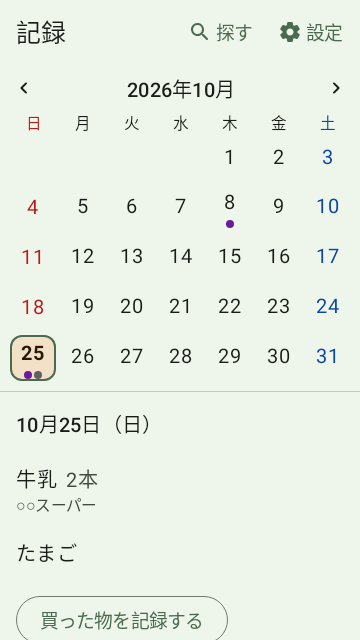 記録 探す 設定
2026年10月
日 月 火 水 木 金 土
1 2 3
4 5 6 7 8 9 10
11 12 13 14 15 16 17
18 19 20 21 22 23 24
25 26 27 28 29 30 31
10月25日（日）
牛乳 2本
○○スーパー
たまご
買った物を記録する